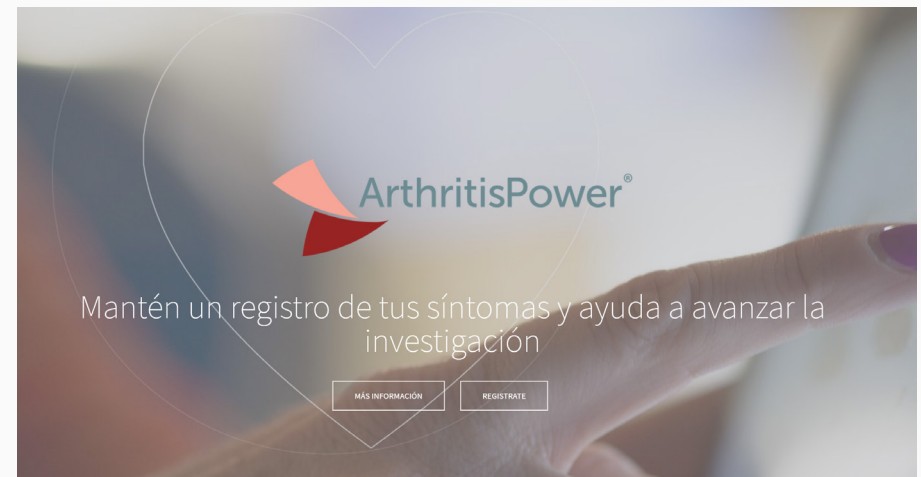 ArthritisPower®
Mantén un registro de tus síntomas y ayuda a avanzar la
investigación
MÁS INFORMACIÓN
REGISTRATE